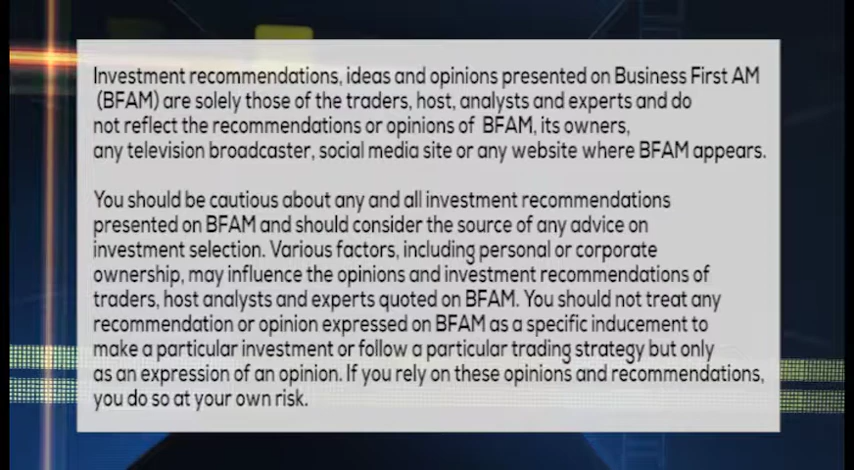 Investment recommendations, ideas and opinions presented on Business First AM
(BFAM) are solely those of the traders, host, analysts and experts and do
not reflect the recommendations or opinions of BFAM, its owners,
any television broadcaster, social media site or any website where BFAM appears.
You should be cautious about any and all investment recommendations
presented on BFAM and should consider the source of any advice on
investment selection. Various factors, including personal or corporate
ownership, may influence the opinions and investment recommendations of
traders, host analysts and experts quoted on BFAM. You should not treat any
recommendation or opinion expressed on BFAM as a specific inducement to
make a particular investment or follow a particular trading strategy but only
as an expression of an opinion. If you rely on these opinions and recommendations,
you do so at your own risk.